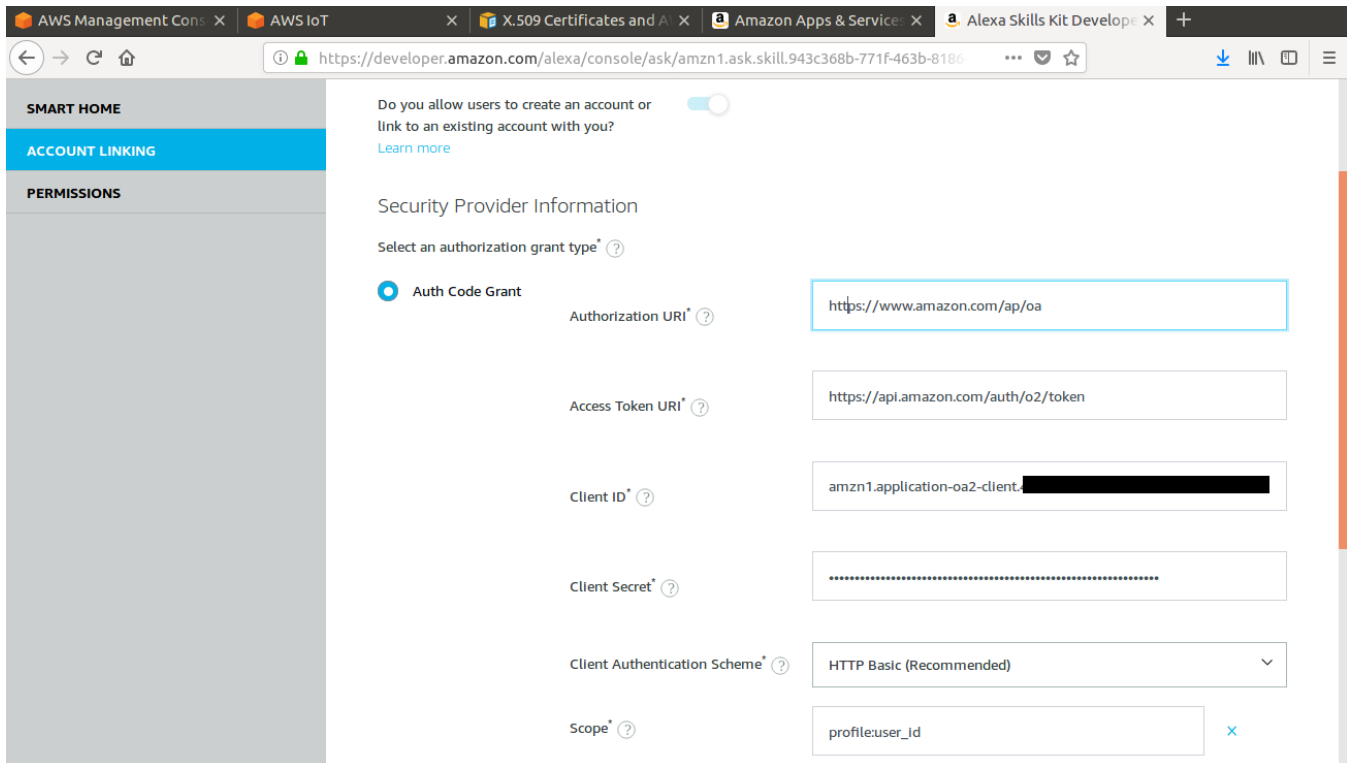 AWS Management Cons
AWS IoT
X.509 Certificates and A
Amazon Apps & Services
Alexa Skills Kit Develope
https://developer.amazon.com/alexa/console/ask/amzn1.ask.skill.943c368b-771f-463b-8186
SMART HOME
ACCOUNT LINKING
PERMISSIONS
Do you allow users to create an account or
link to an existing account with you?
Learn more
Security Provider Information
Select an authorization grant type* ?
Auth Code Grant
Authorization URI* ?
https://www.amazon.com/ap/oa
Access Token URI* ?
https://api.amazon.com/auth/o2/token
Client ID* ?
amzn1.application-oa2-client.
Client Secret* ?
Client Authentication Scheme* ?
HTTP Basic (Recommended)
Scope* ?
profile:user_id